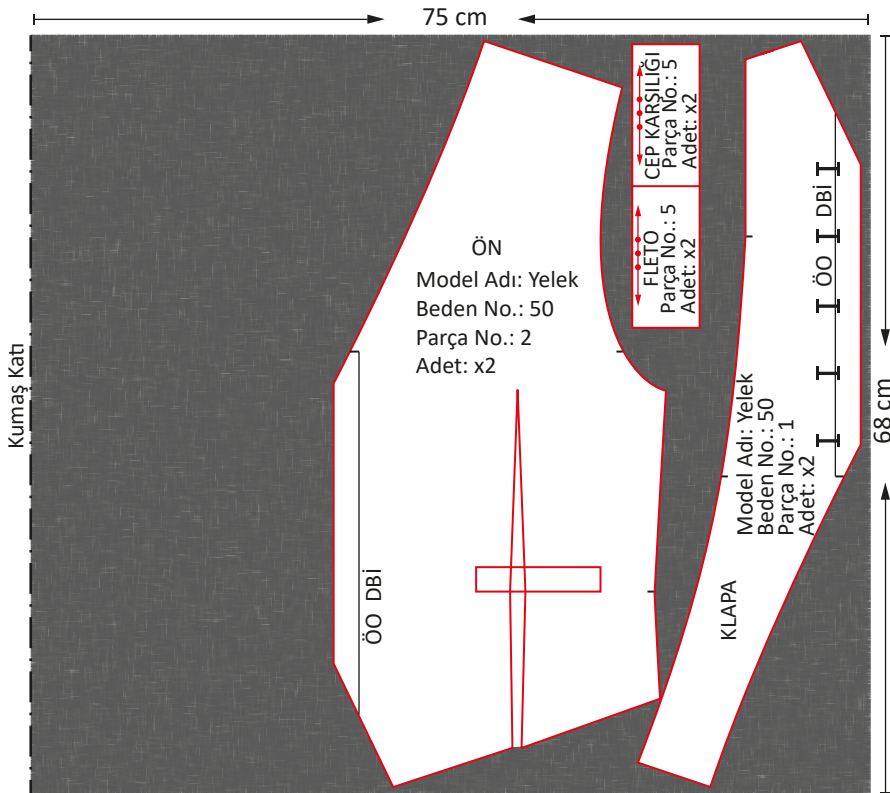 75 cm
Kumaş Katı
ÖN
Model Adı: Yelek
Beden No.: 50
Parça No.: 2
Adet: x2
ÖO DBİ
CEP KARŞILIĞI
Parça No.: 5
Adet: x2
FLETO
Parça No.: 5
Adet: x2
ÖO DBİ
Model Adı: Yelek
Beden No.: 50
Parça No.: 1
Adet: x2
KLAPA
68 cm